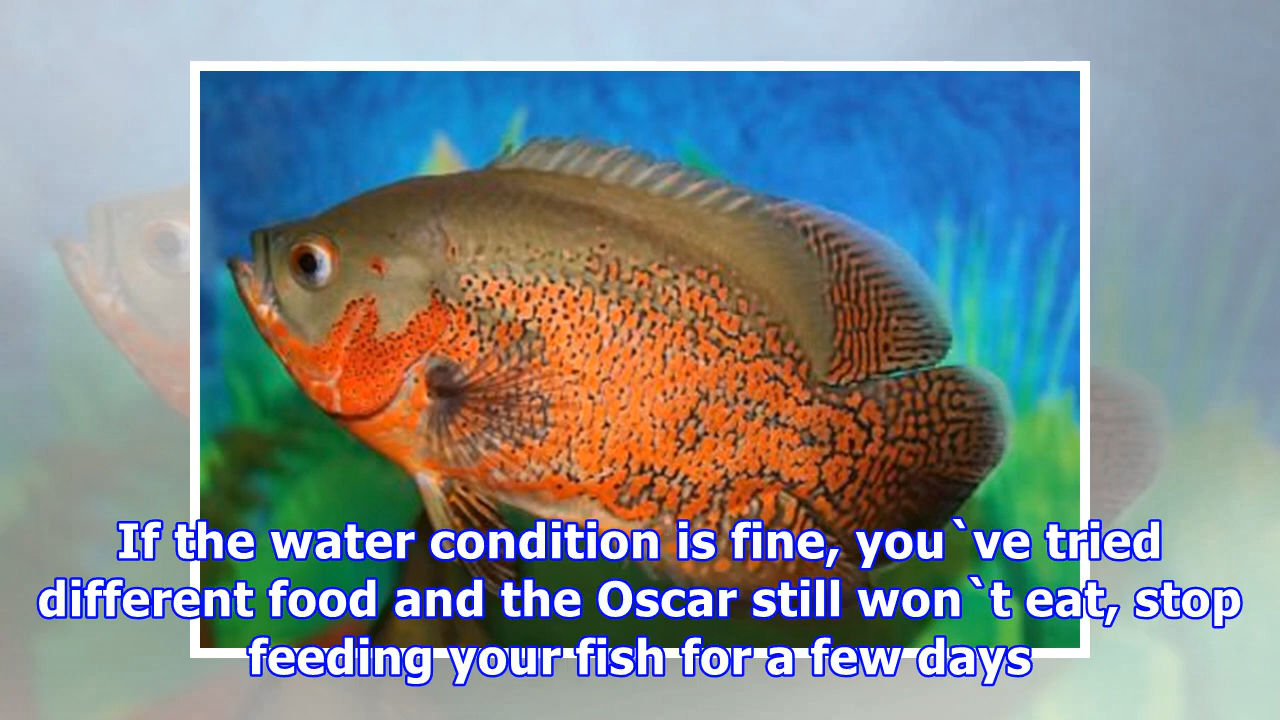 If the water condition is fine, you`ve tried
different food and the Oscar still won`t eat, stop
feeding your fish for a few days